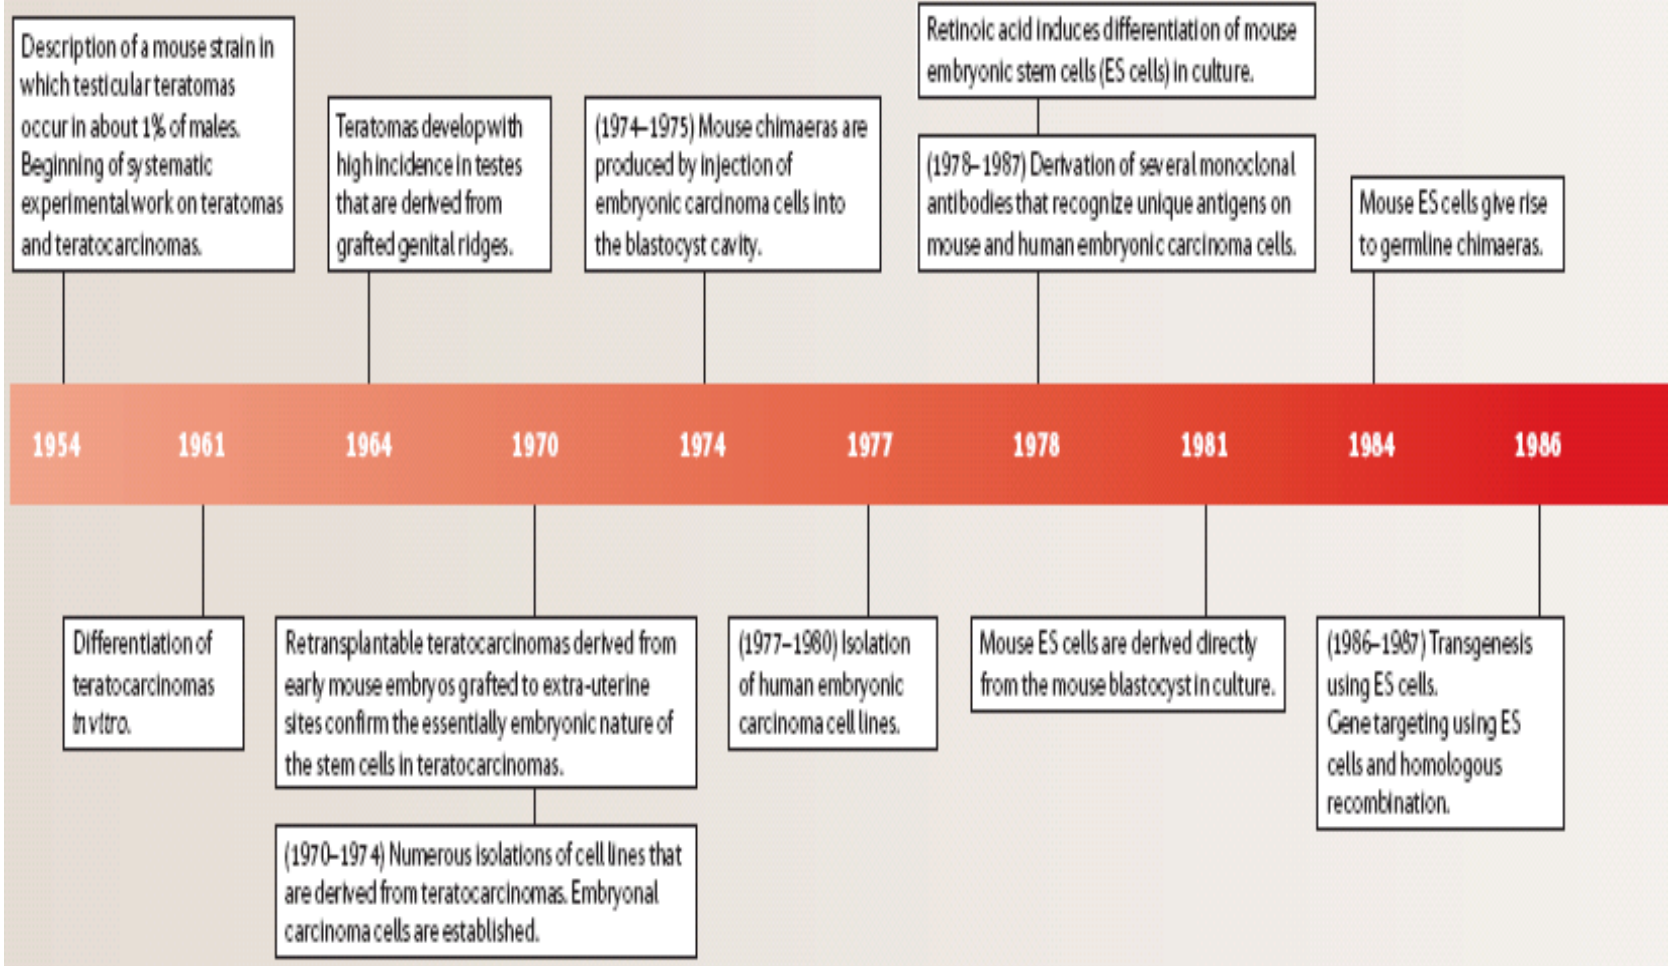 Description of a mouse strain in
which testicular teratomas
occur in about 1% of males.
Beginning of systematic
experimental work on teratomas
and teratocarcinomas.
Teratomas develop with
high incidence in testes
that are derived from
grafted genital ridges.
(1974–1975) Mouse chimaeras are
produced by injection of
embryonic carcinoma cells into
the blastocyst cavity.
Retinoic acid induces differentiation of mouse
embryonic stem cells (ES cells) in culture.
(1978–1987) Derivation of several monoclonal
antibodies that recognize unique antigens on
mouse and human embryonic carcinoma cells.
Mouse ES cells give rise
to germline chimaeras.
1954 1961 1964 1970 1974 1977 1978 1981 1984 1986
Differentiation of
teratocarcinomas
in vitro.
Retransplantable teratocarcinomas derived from
early mouse embryos grafted to extra-uterine
sites confirm the essentially embryonic nature of
the stem cells in teratocarcinomas.
(1970–1974) Numerous isolations of cell lines that
are derived from teratocarcinomas. Embryonal
carcinoma cells are established.
(1977–1980) Isolation
of human embryonic
carcinoma cell lines.
Mouse ES cells are derived directly
from the mouse blastocyst in culture.
(1986–1987) Transgenesis
using ES cells.
Gene targeting using ES
cells and homologous
recombination.